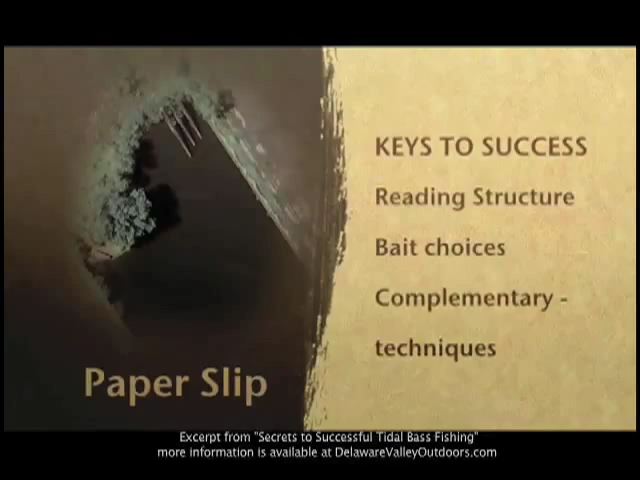 KEYS TO SUCCESS
Reading Structure
Bait choices
Complementary -
techniques
Paper Slip
Excerpt from "Secrets to Successful Tidal Bass Fishing"
more information is available at DelawareValleyOutdoors.com